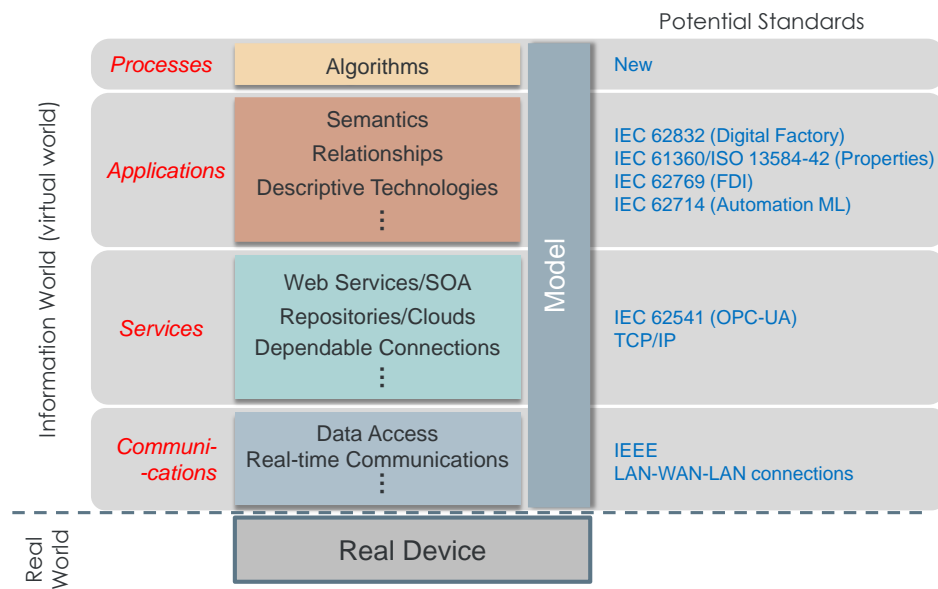 Potential Standards
Processes
Algorithms
New
Information World (virtual world)
Applications
Semantics
Relationships
Descriptive Technologies
⋮
IEC 62832 (Digital Factory)
IEC 61360/ISO 13584-42 (Properties)
IEC 62769 (FDI)
IEC 62714 (Automation ML)
Model
Services
Web Services/SOA
Repositories/Clouds
Dependable Connections
⋮
IEC 62541 (OPC-UA)
TCP/IP
Communi-
-cations
Data Access
Real-time Communications
⋮
IEEE
LAN-WAN-LAN connections
Real
World
Real Device